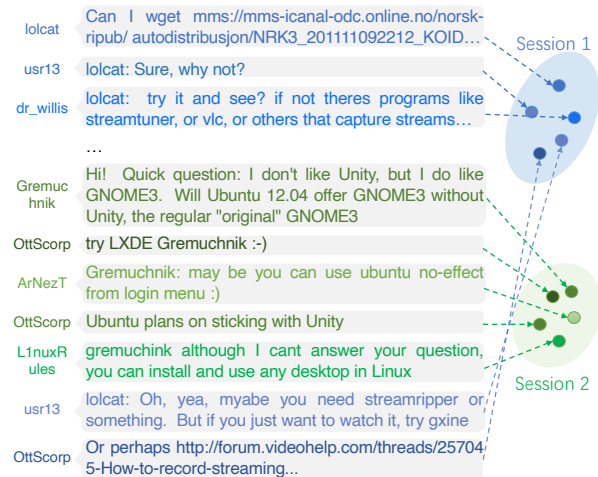 lolcat
Can I wget mms://mms-icanal-odc.online.no/norsk-
ripub/ autodistribusjon/NRK3_201111092212_KOID…
Session 1
usr13
lolcat: Sure, why not?
dr_willis
lolcat: try it and see? if not theres programs like
streamtuner, or vlc, or others that capture streams…
…
Gremuc
hnik
Hi! Quick question: I don't like Unity, but I do like
GNOME3. Will Ubuntu 12.04 offer GNOME3 without
Unity, the regular "original" GNOME3
OttScorp
try LXDE Gremuchnik :-)
ArNezT
Gremuchnik: may be you can use ubuntu no-effect
from login menu :)
OttScorp
Ubuntu plans on sticking with Unity
L1nuxR
ules
gremuchink although I cant answer your question,
you can install and use any desktop in Linux
Session 2
usr13
lolcat: Oh, yea, myabe you need streamripper or
something. But if you just want to watch it, try gxine
OttScorp
Or perhaps http://forum.videohelp.com/threads/25704
5-How-to-record-streaming...